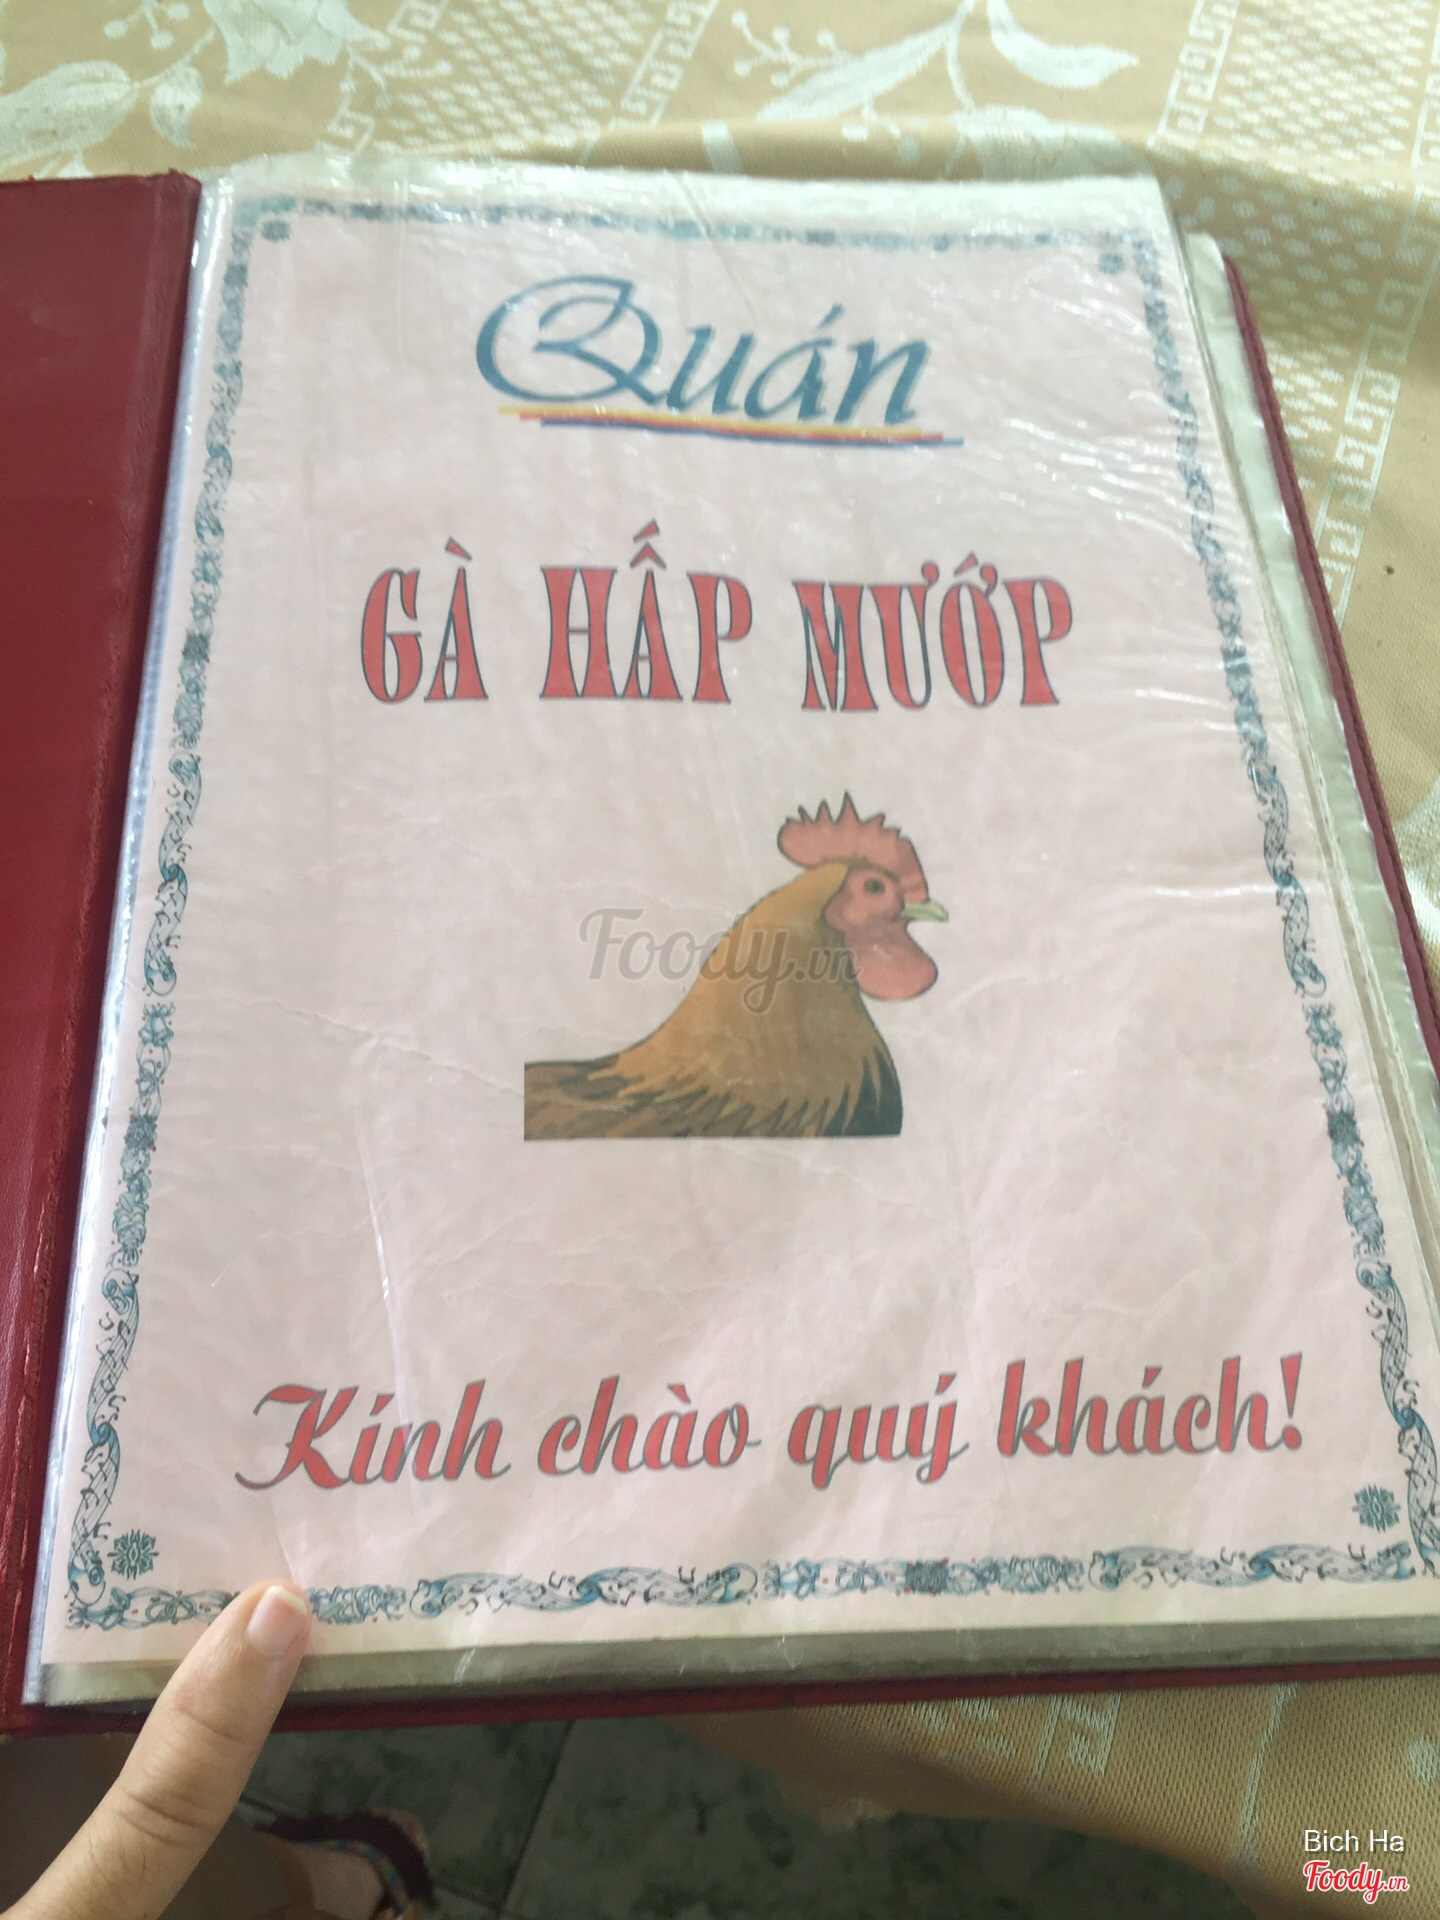 Quán
GÀ HẤP MƯỚP
Foody.vn
Kính chào quý khách!
Bich Ha
Foody.vn